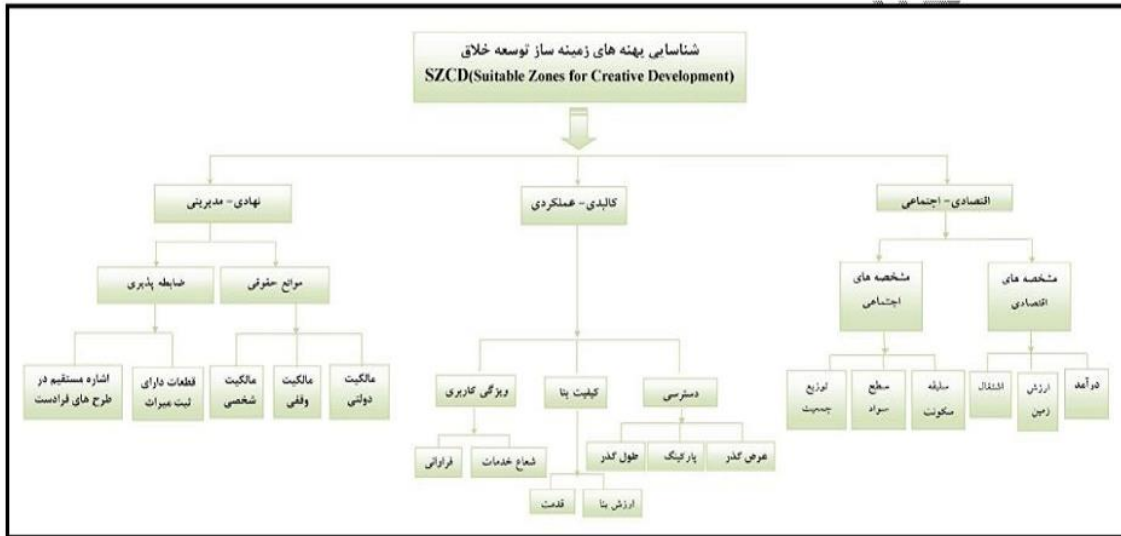 شناسایی پهنه های زمینه ساز توسعه خلاق
SZCD(Suitable Zones for Creative Development)
اقتصادی- اجتماعی
کالبدی- عملکردی
نهادی- مدیریتی
مشخصه های
اقتصادی
مشخصه های
اجتماعی
موانع حقوقی
ضابطه پذیری
درآمد
ارزش
زمین
اشتغال
سابقه
سکونت
سطح
سواد
توزیع
جمعیت
دسترسی
کیفیت بنا
ویژگی کاربری
عرض گذر
پارکینگ
طول گذر
ارزش بنا
قدمت
شعاع خدمات
فراوانی
مالکیت
دولتی
مالکیت
وقفی
مالکیت
شخصی
قطعات دارای
ثبت میراث
اشاره مستقیم در
طرح های فرادست